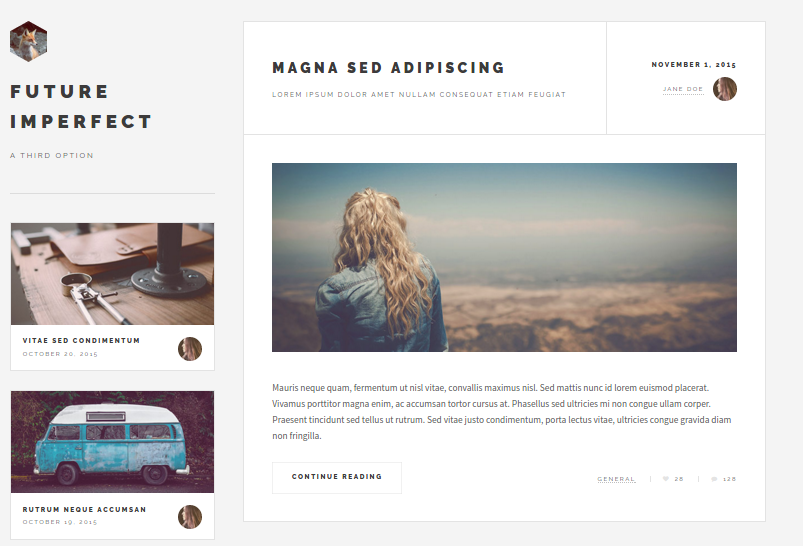 FUTURE
IMPERFECT
A THIRD OPTION
VITAE SED CONDIMENTUM
OCTOBER 20, 2015
RUTRUM NEQUE ACCUMSAN
OCTOBER 19, 2015
MAGNA SED ADIPISCING
LOREM IPSUM DOLOR AMET NULLAM CONSEQUAT ETIAM FEUGIAT
NOVEMBER 1, 2015
JANE DOE
Mauris neque quam, fermentum ut nisl vitae, convallis maximus nisl. Sed mattis nunc id lorem euismod placerat.
Vivamus porttitor magna enim, ac accumsan tortor cursus at. Phasellus sed ultricies mi non congue ullam corper.
Praesent tincidunt sed tellus ut rutrum. Sed vitae justo condimentum, porta lectus vitae, ultricies congue gravida diam
non fringilla.
CONTINUE READING
GENERAL 28 128